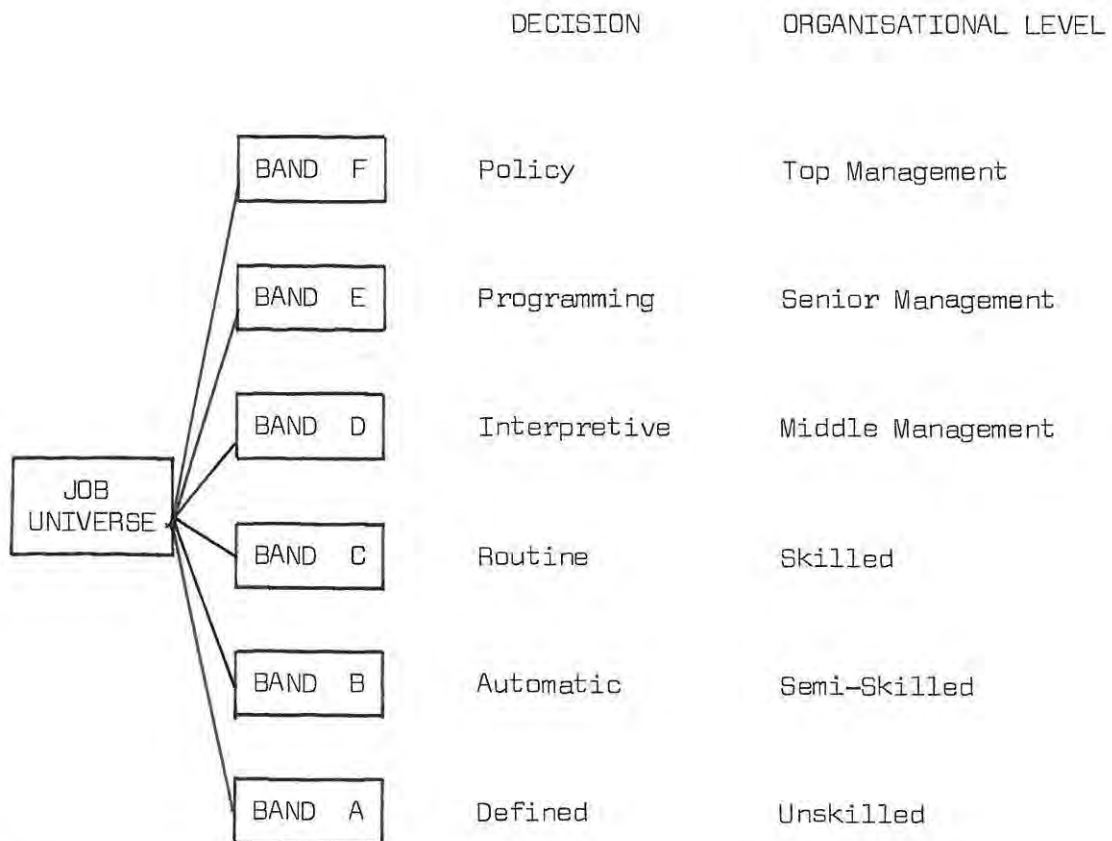 DECISION ORGANISATIONAL LEVEL
BAND F Policy Top Management
BAND E Programming Senior Management
BAND D Interpretive Middle Management
JOB
UNIVERSE
BAND C Routine Skilled
BAND B Automatic Semi-Skilled
BAND A Defined Unskilled